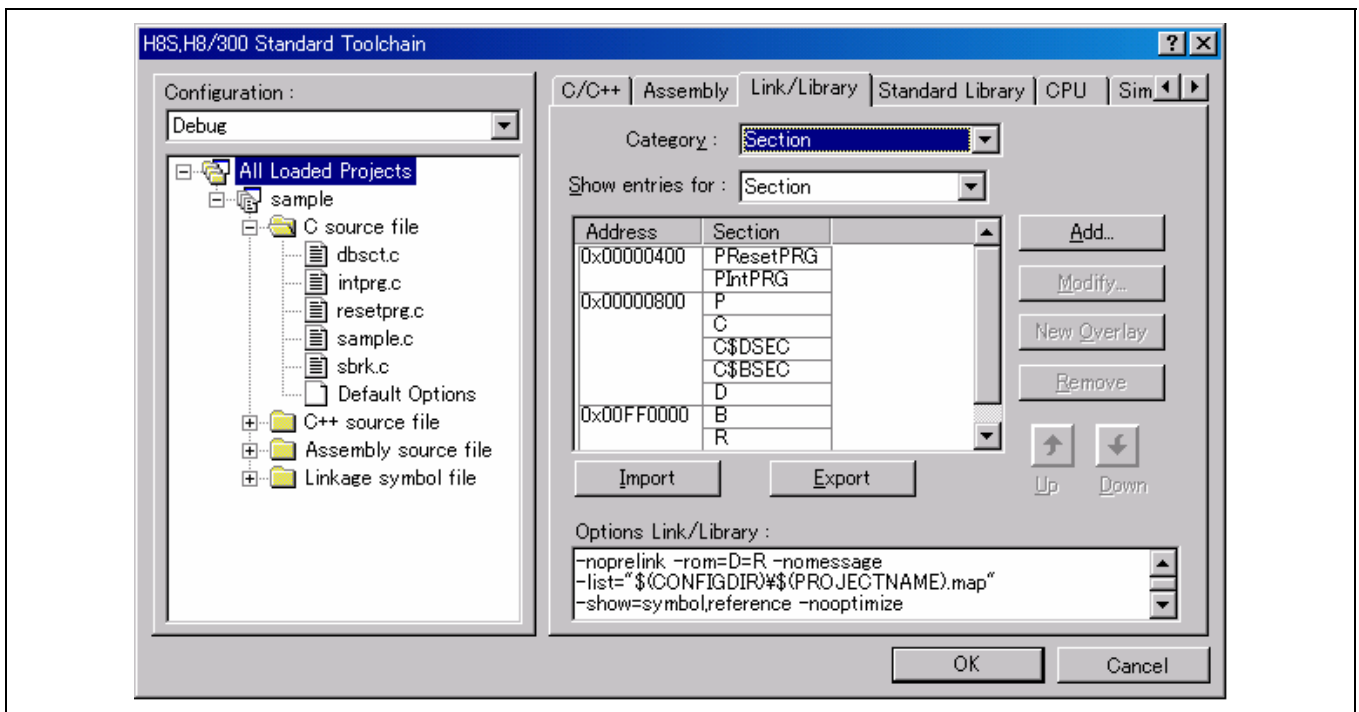 H8S,H8/300 Standard Toolchain
Configuration :
Debug
All Loaded Projects
sample
C source file
dbsct.c
intprg.c
resetprg.c
sample.c
sbrk.c
Default Options
C++ source file
Assembly source file
Linkage symbol file
C/C++ Assembly Link/Library Standard Library CPU Sim
Category : Section
Show entries for : Section
Address Section
0x00000400 PResetPRG
PIntPRG
0x00000800 P
C
C$DSEC
C$BSEC
D
0x00FF0000 B
R
Add...
Modify...
New Overlay
Remove
Up Down
Import Export
Options Link/Library :
-noprelink -rom=D=R -nomessage
-list="$(CONFIGDIR)¥$(PROJECTNAME).map"
-show=symbol,reference -nooptimize
OK Cancel